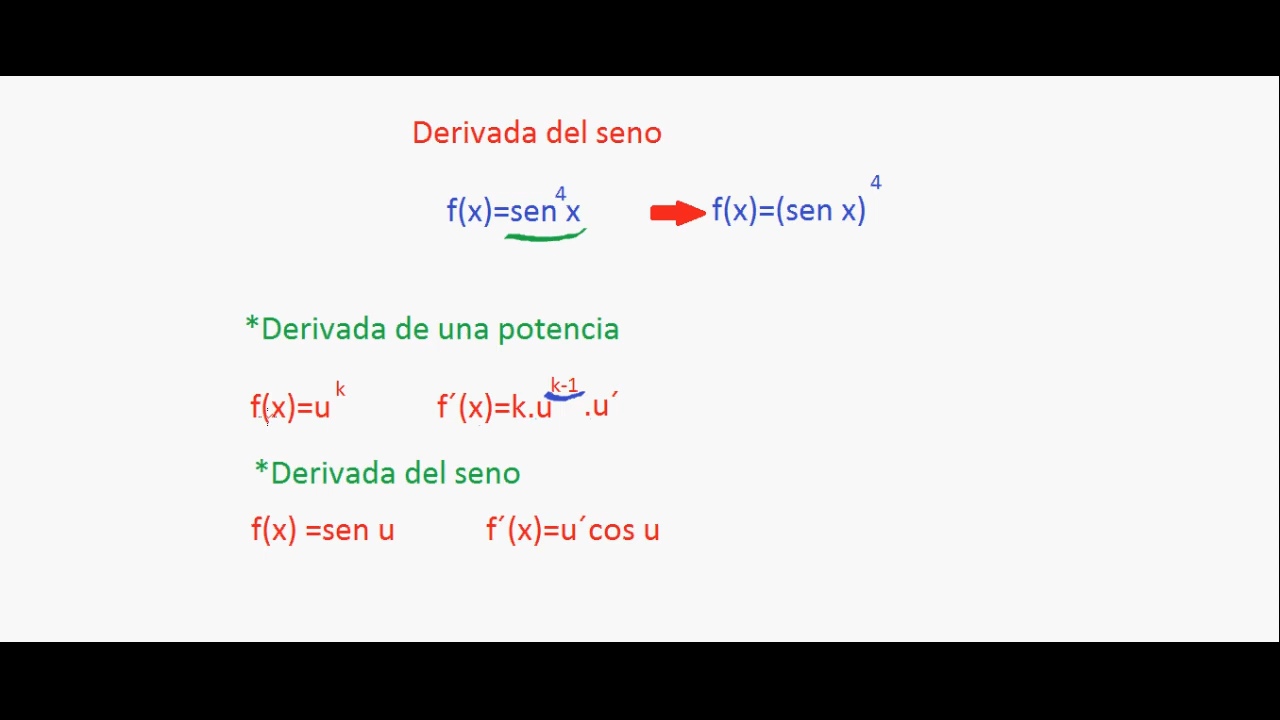 Derivada del seno
f(x)=sen⁴x f(x)=(sen x)⁴
*Derivada de una potencia
f(x)=uᵏ f´(x)=k.uᵏ⁻¹.u´
*Derivada del seno
f(x) =sen u f´(x)=u´cos u